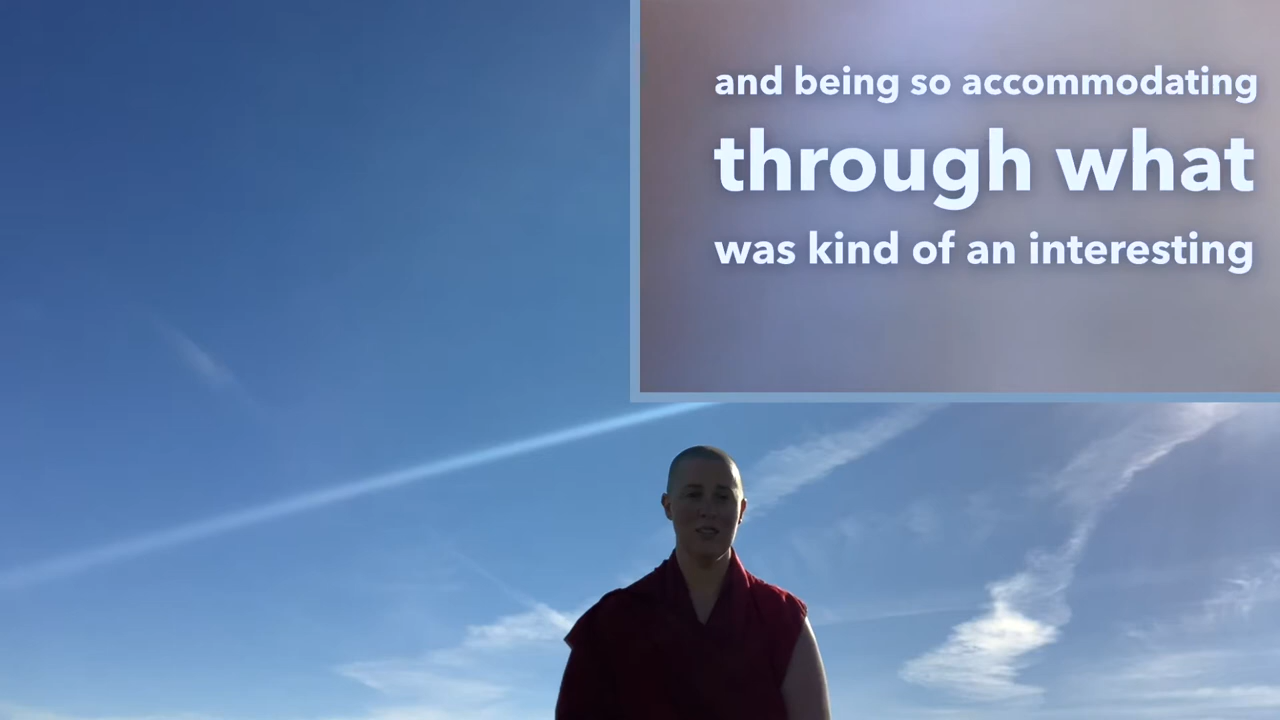 and being so accommodating
through what
was kind of an interesting